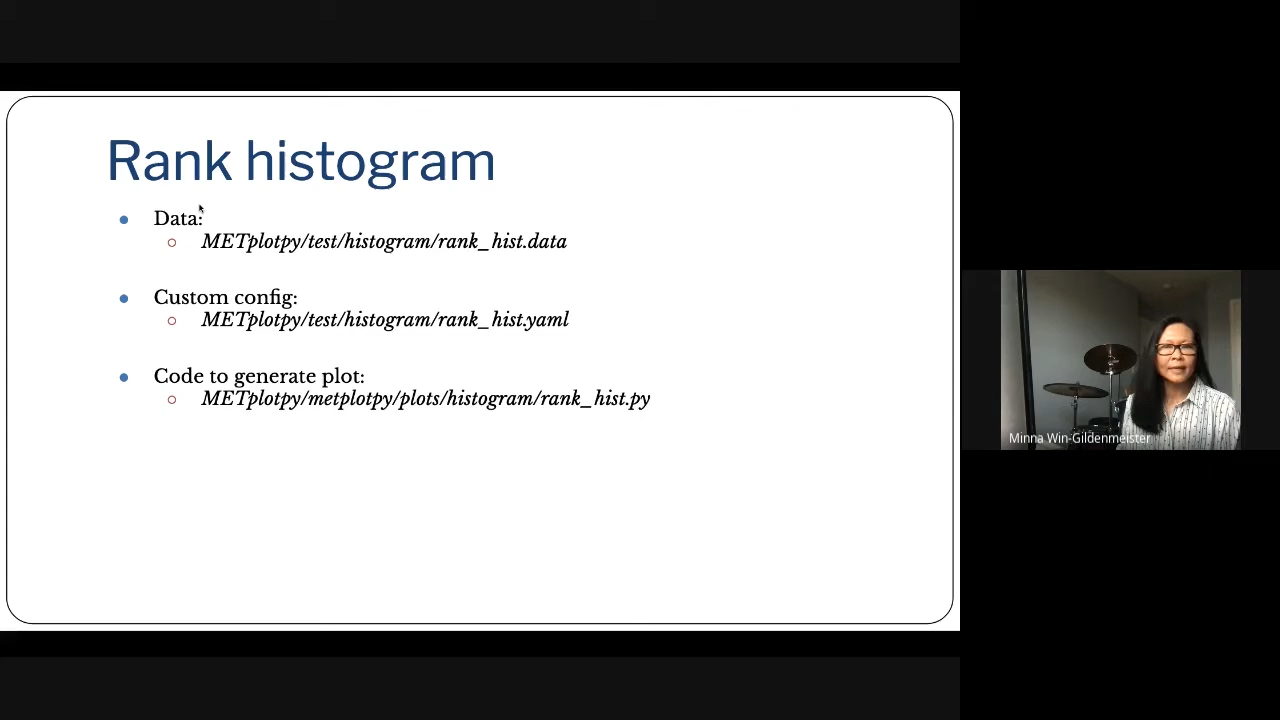 Rank histogram
Data:
METplotpy/test/histogram/rank_hist.data
Custom config:
METplotpy/test/histogram/rank_hist.yaml
Code to generate plot:
METplotpy/metplotpy/plots/histogram/rank_hist.py
Minna Win-Gildenmeister